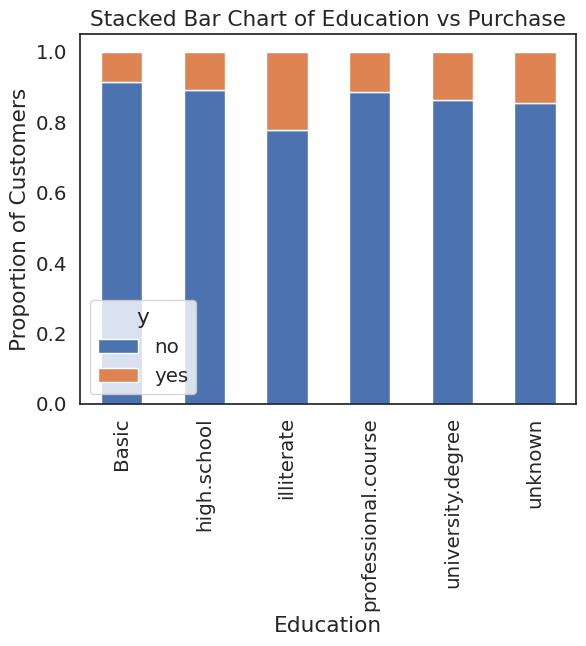 Stacked Bar Chart of Education vs Purchase
Proportion of Customers
1.0
0.8
0.6
0.4
0.2
0.0
y
no
yes
Basic
high.school
illiterate
professional.course
university.degree
unknown
Education